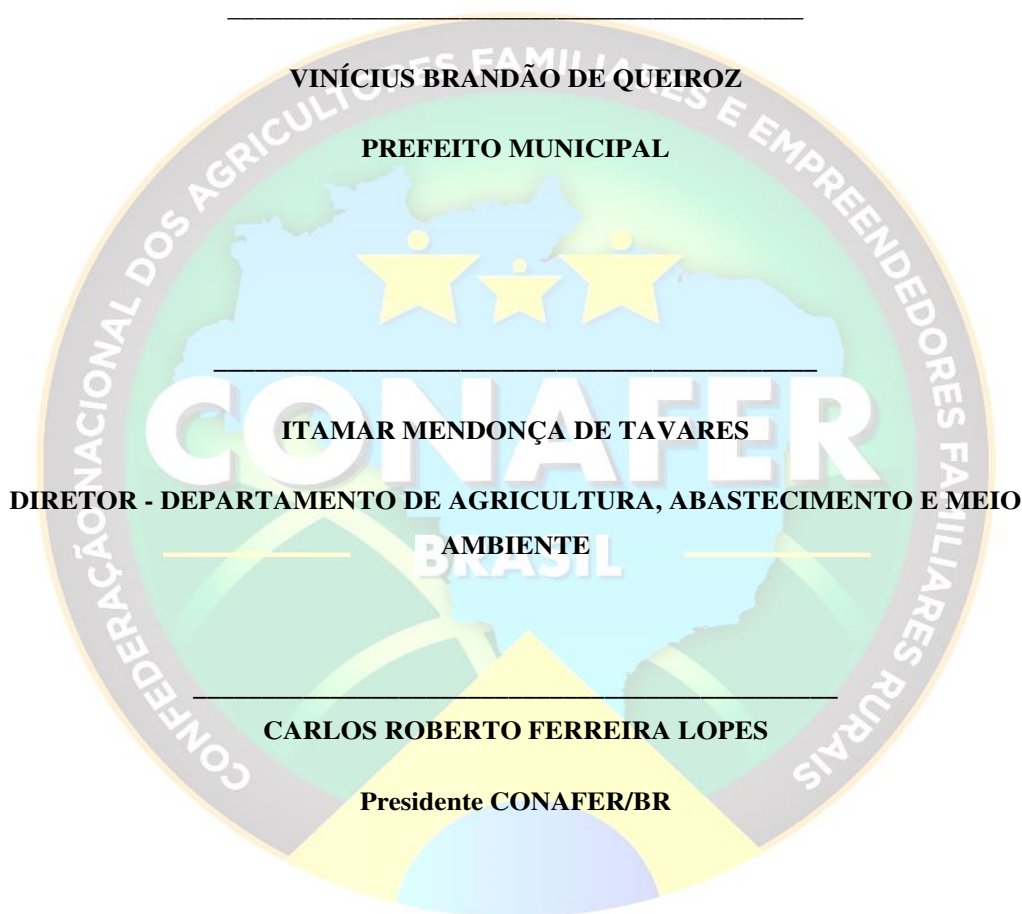 VINÍCIUS BRANDÃO DE QUEIROZ
PREFEITO MUNICIPAL
ITAMAR MENDONÇA DE TAVARES
DIRETOR - DEPARTAMENTO DE AGRICULTURA, ABASTECIMENTO E MEIO
AMBIENTE
CARLOS ROBERTO FERREIRA LOPES
Presidente CONAFER/BR
CONFEDERAÇÃO NACIONAL DOS AGRICULTORES FAMILIARES E EMPREENDEDORES FAMILIARES RURAIS
CONAFER
BRASIL